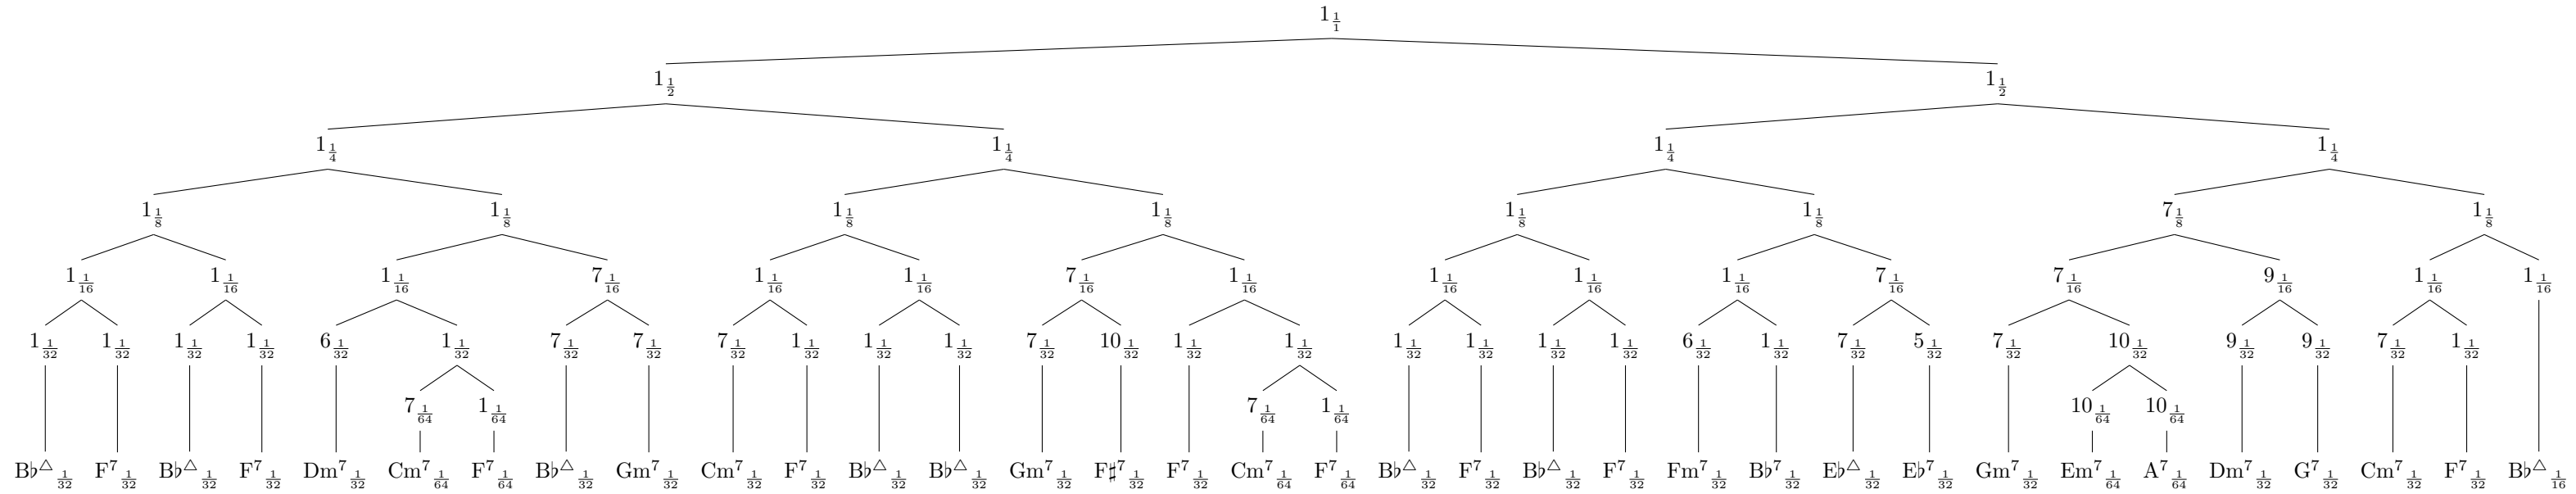 1 1/1
1 1/2 1 1/2
1 1/4 1 1/4 1 1/4 1 1/4
1 1/8 1 1/8 1 1/8 1 1/8 1 1/8 1 1/8 7 1/8 1 1/8
1 1/16 1 1/16 1 1/16 7 1/16 1 1/16 1 1/16 7 1/16 1 1/16 1 1/16 1 1/16 1 1/16 7 1/16 7 1/16 9 1/16 1 1/16 1 1/16
1 1/32 1 1/32 1 1/32 1 1/32 6 1/32 1 1/32 7 1/32 7 1/32 7 1/32 1 1/32 1 1/32 1 1/32 7 1/32 10 1/32 1 1/32 1 1/32 1 1/32 1 1/32 1 1/32 1 1/32 6 1/32 1 1/32 7 1/32 5 1/32 7 1/32 10 1/32 9 1/32 9 1/32 7 1/32 1 1/32
7 1/64 1 1/64 7 1/64 1 1/64 10 1/64 10 1/64
B♭△ 1/32 F⁷ 1/32 B♭△ 1/32 F⁷ 1/32 Dm⁷ 1/32 Cm⁷ 1/64 F⁷ 1/64 B♭△ 1/32 Gm⁷ 1/32 Cm⁷ 1/32 F⁷ 1/32 B♭△ 1/32 B♭△ 1/32 Gm⁷ 1/32 F♯⁷ 1/32 F⁷ 1/32 Cm⁷ 1/64 F⁷ 1/64 B♭△ 1/32 F⁷ 1/32 B♭△ 1/32 F⁷ 1/32 Fm⁷ 1/32 B♭⁷ 1/32 E♭△ 1/32 E♭⁷ 1/32 Gm⁷ 1/32 Em⁷ 1/64 A⁷ 1/64 Dm⁷ 1/32 G⁷ 1/32 Cm⁷ 1/32 F⁷ 1/32 B♭△ 1/16